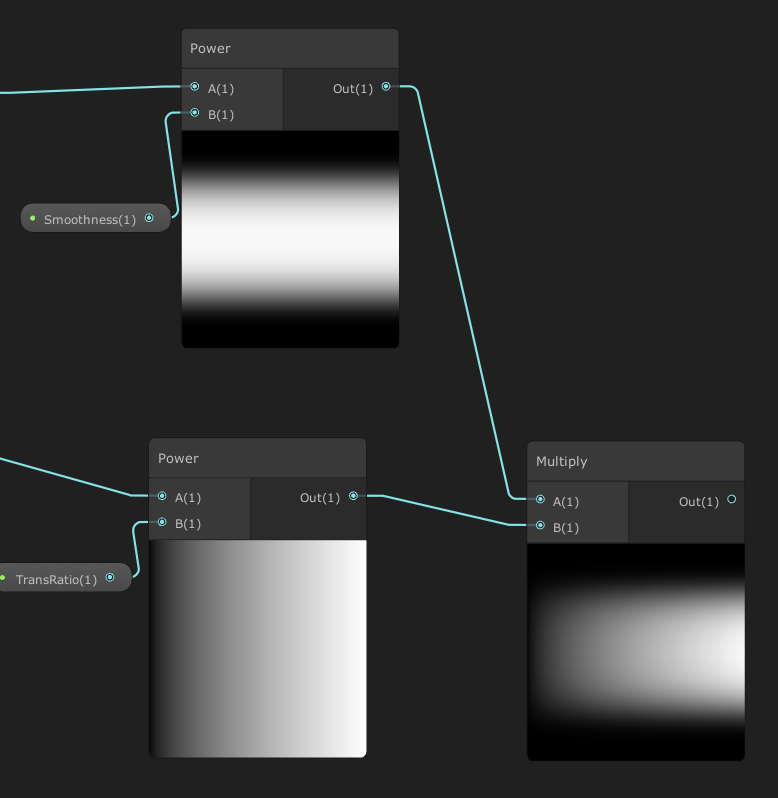 Power
A(1) Out(1)
B(1)
Smoothness(1)
Power
A(1) Out(1)
B(1)
TransRatio(1)
Multiply
A(1) Out(1)
B(1)